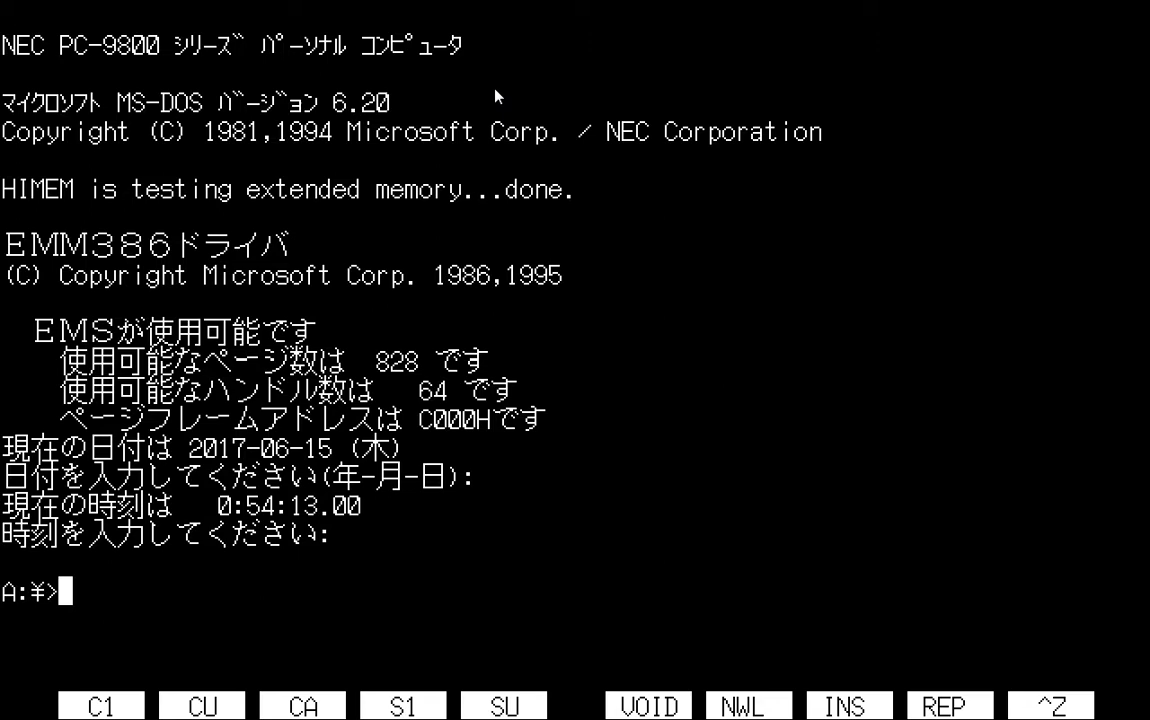 NEC PC-9800 ｼﾘｰｽﾞ ﾊﾟｰｿﾅﾙ ｺﾝﾋﾟｭｰﾀ
ﾏｲｸﾛｿﾌﾄ MS-DOS ﾊﾞｰｼﾞｮﾝ 6.20
Copyright (C) 1981,1994 Microsoft Corp. / NEC Corporation
HIMEM is testing extended memory...done.
ＥＭＭ３８６ドライバ
(C) Copyright Microsoft Corp. 1986,1995
ＥＭＳが使用可能です
使用可能なページ数は 828 です
使用可能なハンドル数は 64 です
ページフレームアドレスは C000Hです
現在の日付は 2017-06-15 (木)
日付を入力してください(年-月-日):
現在の時刻は 0:54:13.00
時刻を入力してください:
A:¥>
C1 CU CA S1 SU VOID NWL INS REP ^Z